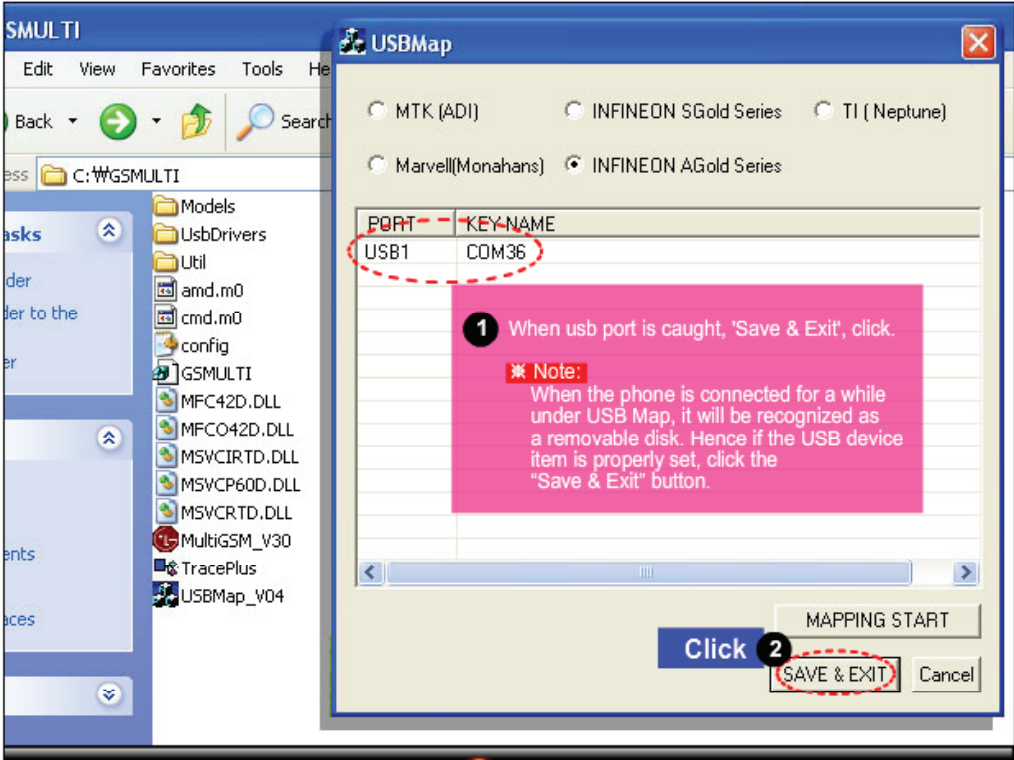 SMULTI
Edit View Favorites Tools He
Back
Search
ess C:₩GSMULTI
asks
der
der to the
er
ents
aces
Models
UsbDrivers
Util
amd.m0
cmd.m0
config
GSMULTI
MFC42D.DLL
MFCO42D.DLL
MSVCIRTD.DLL
MSVCP60D.DLL
MSVCRTD.DLL
MultiGSM_V30
TracePlus
USBMap_V04
USBMap
MTK (ADI) INFINEON SGold Series TI ( Neptune)
Marvell(Monahans) INFINEON AGold Series
PORT KEY-NAME
USB1 COM36
1 When usb port is caught, 'Save & Exit', click.
※ Note:
When the phone is connected for a while
under USB Map, it will be recognized as
a removable disk. Hence if the USB device
item is properly set, click the
“Save & Exit” button.
MAPPING START
Click 2
SAVE & EXIT Cancel